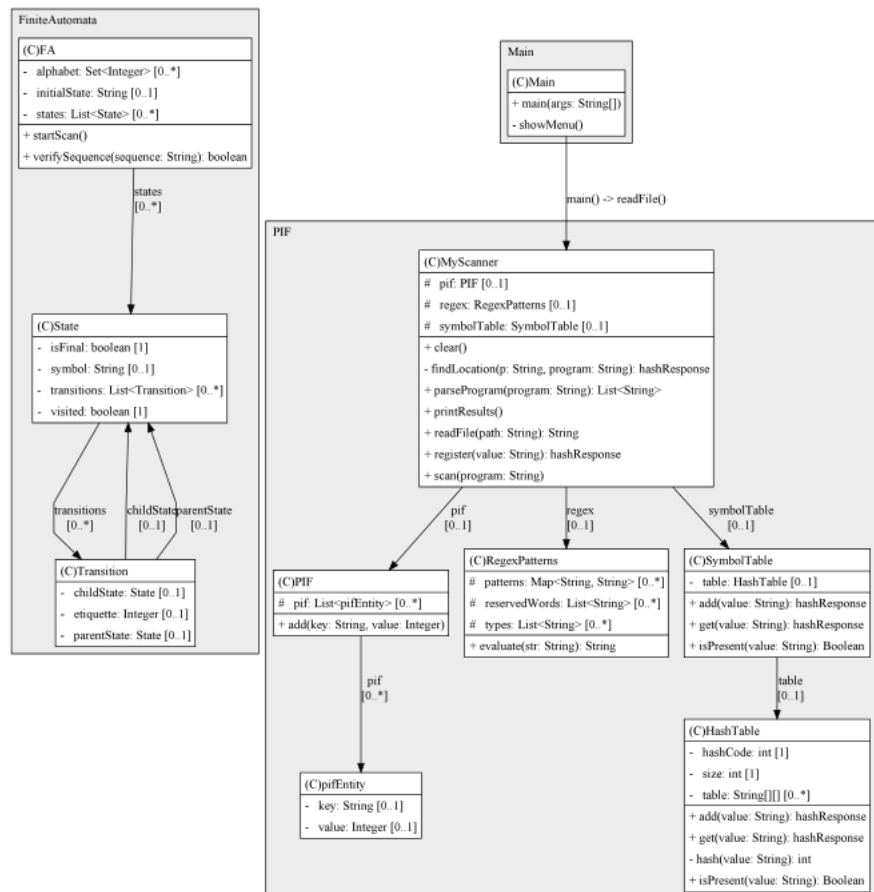 FiniteAutomata
(C)FA
- alphabet: Set<Integer> [0..*]
- initialState: String [0..1]
- states: List<State> [0..*]
+ startScan()
+ verifySequence(sequence: String): boolean
states
[0..*]
(C)State
- isFinal: boolean [1]
- symbol: String [0..1]
- transitions: List<Transition> [0..*]
- visited: boolean [1]
transitions
[0..*]
childState
[0..1]
parentState
[0..1]
(C)Transition
- childState: State [0..1]
- etiquette: Integer [0..1]
- parentState: State [0..1]
Main
(C)Main
+ main(args: String[])
- showMenu()
main() -> readFile()
PIF
(C)MyScanner
# pif: PIF [0..1]
# regex: RegexPatterns [0..1]
# symbolTable: SymbolTable [0..1]
+ clear()
- findLocation(p: String, program: String): hashResponse
+ parseProgram(program: String): List<String>
+ printResults()
+ readFile(path: String): String
+ register(value: String): hashResponse
+ scan(program: String)
pif
[0..1]
regex
[0..1]
symbolTable
[0..1]
(C)PIF
# pif: List<pifEntity> [0..*]
+ add(key: String, value: Integer)
(C)RegexPatterns
# patterns: Map<String, String> [0..*]
# reservedWords: List<String> [0..*]
# types: List<String> [0..*]
+ evaluate(str: String): String
(C)SymbolTable
- table: HashTable [0..1]
+ add(value: String): hashResponse
+ get(value: String): hashResponse
+ isPresent(value: String): Boolean
pif
[0..*]
table
[0..1]
(C)pifEntity
- key: String [0..1]
- value: Integer [0..1]
(C)HashTable
- hashCode: int [1]
- size: int [1]
- table: String[][] [0..*]
+ add(value: String): hashResponse
+ get(value: String): hashResponse
- hash(value: String): int
+ isPresent(value: String): Boolean